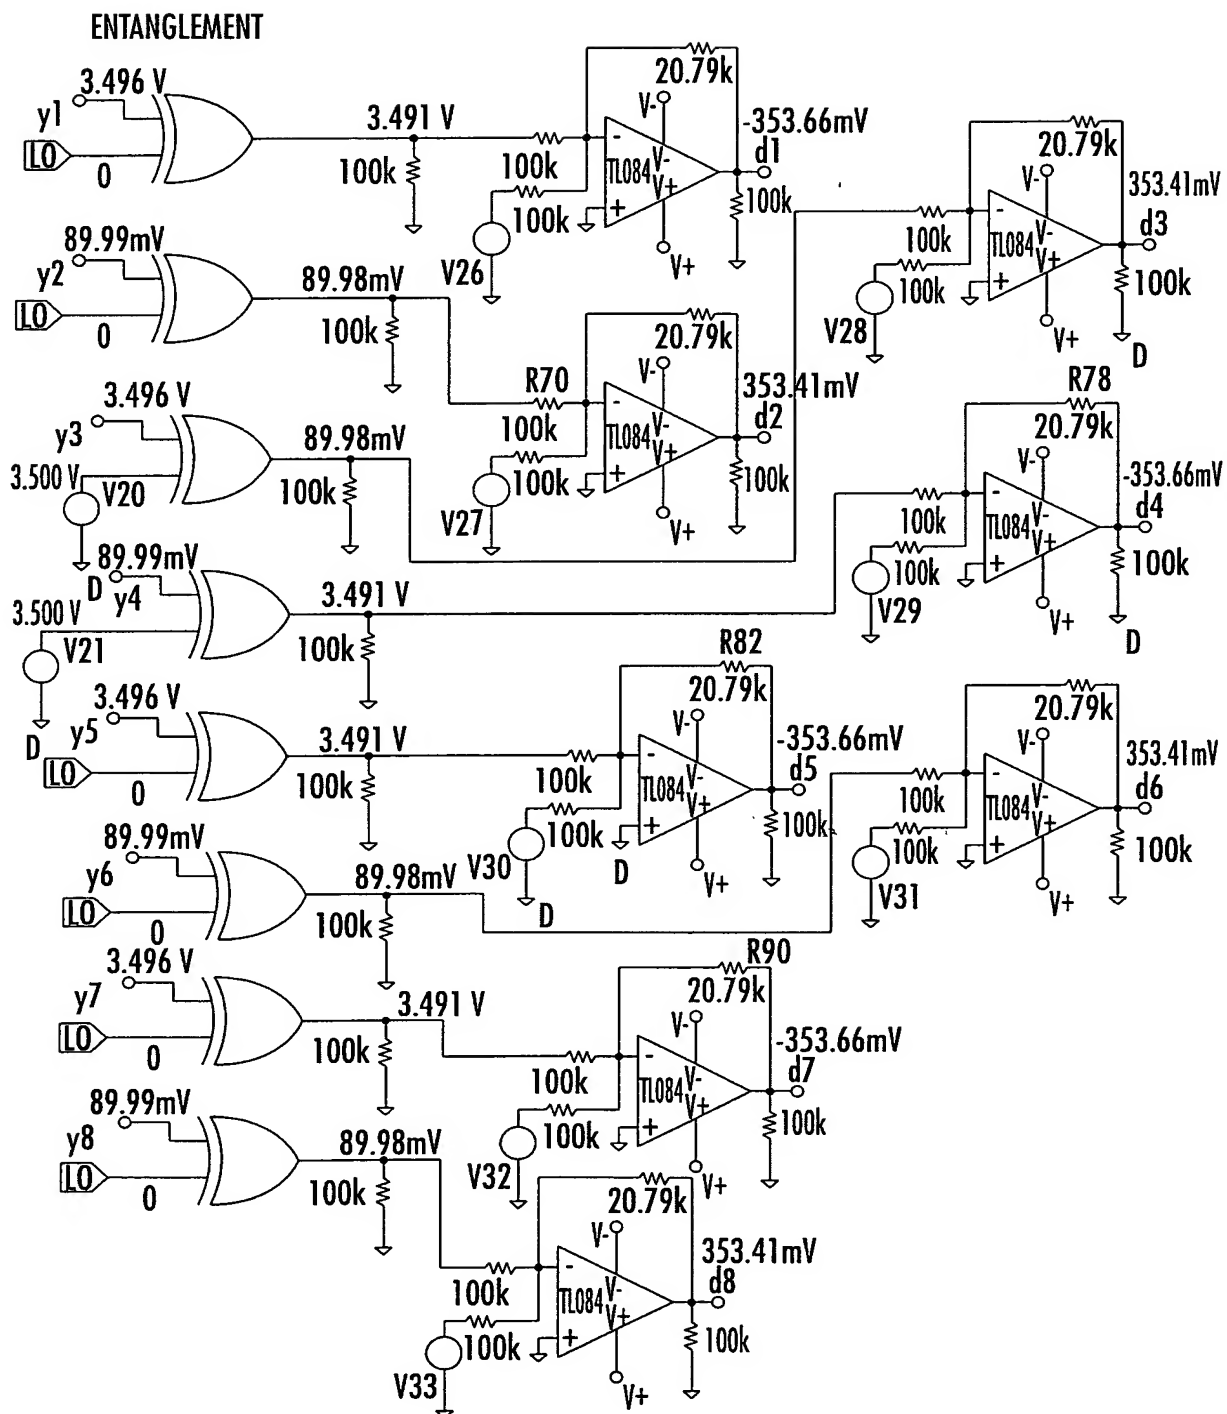 ENTANGLEMENT
3.496 V
y1
LO
0
3.491 V
100k
100k
100k
V26
20.79k
V-
TL084
V-
V+
-
+
V+
-353.66mV
d1
100k
89.99mV
y2
LO
0
89.98mV
100k
R70
100k
100k
V27
20.79k
V-
TL084
V-
V+
-
+
V+
353.41mV
d2
100k
3.496 V
y3
3.500 V
V20
D
89.98mV
100k
100k
100k
V28
20.79k
V-
TL084
V-
V+
-
+
V+
353.41mV
d3
100k
D
89.99mV
y4
3.500 V
V21
D
3.491 V
100k
100k
100k
V29
R78
20.79k
V-
TL084
V-
V+
-
+
V+
-353.66mV
d4
100k
D
3.496 V
y5
LO
0
3.491 V
100k
100k
100k
V30
D
R82
20.79k
V-
TL084
V-
V+
-
+
D
V+
-353.66mV
d5
100k
89.99mV
y6
LO
0
89.98mV
100k
100k
100k
V31
20.79k
V-
TL084
V-
V+
-
+
V+
353.41mV
d6
100k
3.496 V
y7
LO
0
3.491 V
100k
100k
100k
V32
R90
20.79k
V-
TL084
V-
V+
-
+
V+
-353.66mV
d7
100k
89.99mV
y8
LO
0
89.98mV
100k
100k
100k
V33
20.79k
V-
TL084
V-
V+
-
+
V+
353.41mV
d8
100k